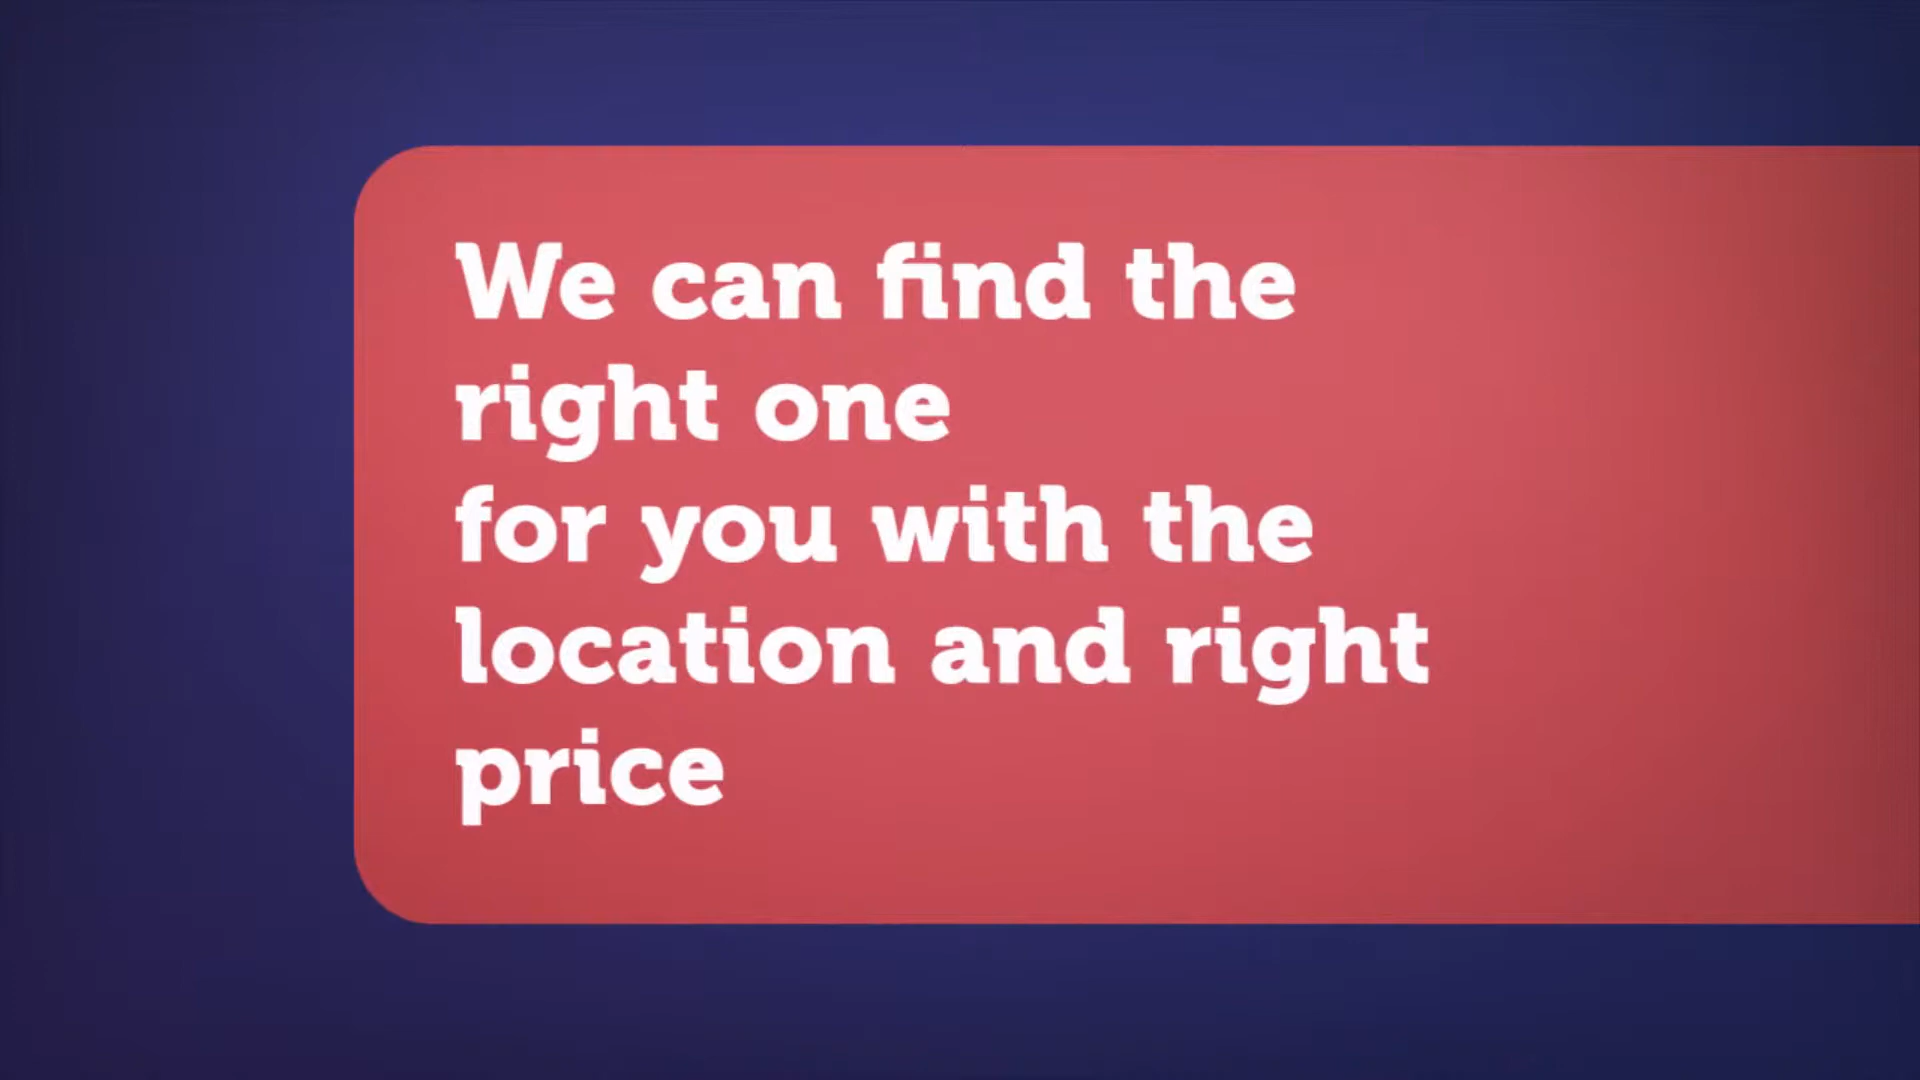 We can find the
right one
for you with the
location and right
price